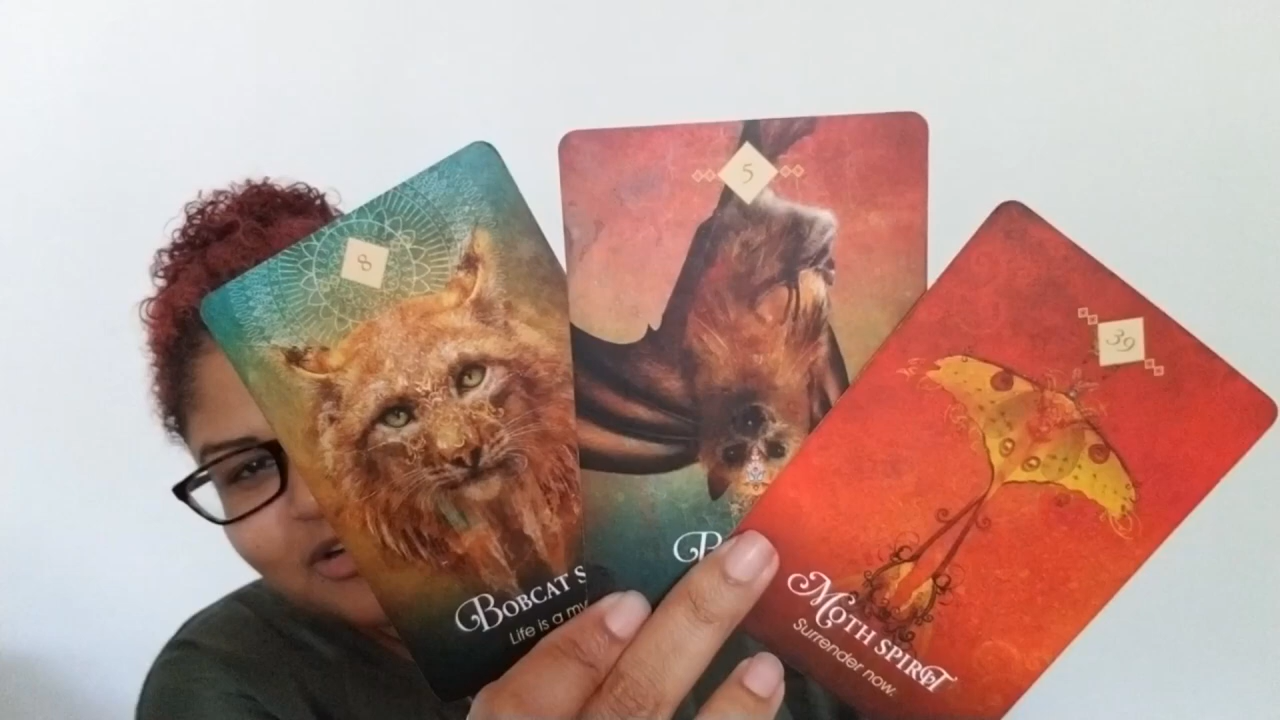 8
BOBCAT S
Life is a my
5
B
39
MOTH SPIRIT
Surrender now.